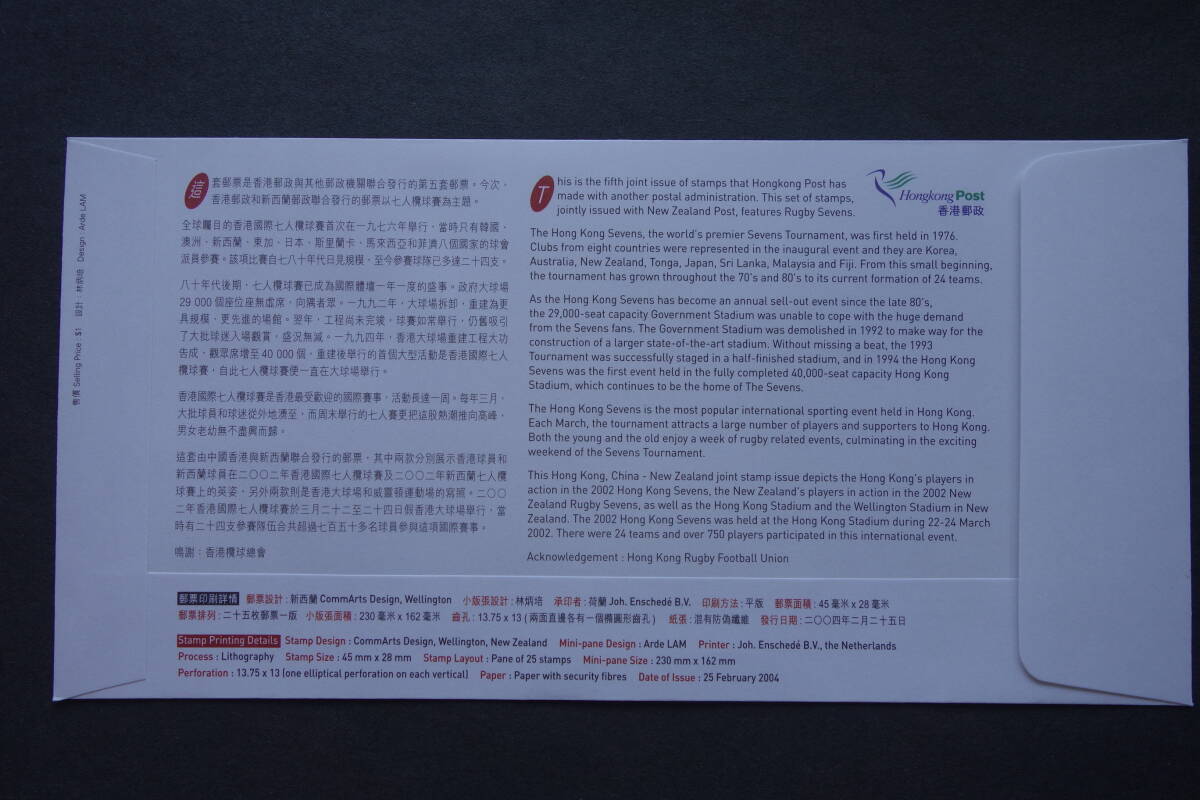 售價 Selling Price : $1 設計 : 林炳培 Design : Arde LAM
這套郵票是香港郵政與其他郵政機關聯合發行的第五套郵票。今次,
香港郵政和新西蘭郵政聯合發行的郵票以七人欖球賽為主題。
全球矚目的香港國際七人欖球賽首次在一九七六年舉行,當時只有韓國、
澳洲、新西蘭、東加、日本、斯里蘭卡、馬來西亞和菲濟八個國家的球會
派員參賽。該項比賽自七八十年代日見規模,至今參賽球隊已多達二十四支。
八十年代後期,七人欖球賽已成為國際體壇一年一度的盛事。政府大球場
29 000 個座位座無虛席,向隅者眾。一九九二年,大球場拆卸,重建為更
具規模、更先進的場館。翌年,工程尚未完竣,球賽如常舉行,仍舊吸引
了大批球迷入場觀賞,盛況無減。一九九四年,香港大球場重建工程大功
告成,觀眾席增至 40 000 個,重建後舉行的首個大型活動是香港國際七人
欖球賽,自此七人欖球賽便一直在大球場舉行。
香港國際七人欖球賽是香港最受歡迎的國際賽事,活動長達一周。每年三月,
大批球員和球迷從外地湧至,而周末舉行的七人賽更把這股熱潮推向高峰,
男女老幼無不盡興而歸。
這套由中國香港與新西蘭聯合發行的郵票,其中兩款分別展示香港球員和
新西蘭球員在二〇〇二年香港國際七人欖球賽及二〇〇二年新西蘭七人欖
球賽上的英姿,另外兩款則是香港大球場和威靈頓運動場的寫照。二〇〇
二年香港國際七人欖球賽於三月二十二至二十四日假香港大球場舉行,當
時有二十四支參賽隊伍合共超過七百五十多名球員參與這項國際賽事。
鳴謝:香港欖球總會
This is the fifth joint issue of stamps that Hongkong Post has
made with another postal administration. This set of stamps,
jointly issued with New Zealand Post, features Rugby Sevens.
Hongkong Post
香港郵政
The Hong Kong Sevens, the world's premier Sevens Tournament, was first held in 1976.
Clubs from eight countries were represented in the inaugural event and they are Korea,
Australia, New Zealand, Tonga, Japan, Sri Lanka, Malaysia and Fiji. From this small beginning,
the tournament has grown throughout the 70's and 80's to its current formation of 24 teams.
As the Hong Kong Sevens has become an annual sell-out event since the late 80's,
the 29,000-seat capacity Government Stadium was unable to cope with the huge demand
from the Sevens fans. The Government Stadium was demolished in 1992 to make way for the
construction of a larger state-of-the-art stadium. Without missing a beat, the 1993
Tournament was successfully staged in a half-finished stadium, and in 1994 the Hong Kong
Sevens was the first event held in the fully completed 40,000-seat capacity Hong Kong
Stadium, which continues to be the home of The Sevens.
The Hong Kong Sevens is the most popular international sporting event held in Hong Kong.
Each March, the tournament attracts a large number of players and supporters to Hong Kong.
Both the young and the old enjoy a week of rugby related events, culminating in the exciting
weekend of the Sevens Tournament.
This Hong Kong, China - New Zealand joint stamp issue depicts the Hong Kong's players in
action in the 2002 Hong Kong Sevens, the New Zealand's players in action in the 2002 New
Zealand Rugby Sevens, as well as the Hong Kong Stadium and the Wellington Stadium in New
Zealand. The 2002 Hong Kong Sevens was held at the Hong Kong Stadium during 22-24 March
2002. There were 24 teams and over 750 players participated in this international event.
Acknowledgement : Hong Kong Rugby Football Union
郵票印刷詳情 郵票設計 : 新西蘭 CommArts Design, Wellington 小版張設計 : 林炳培 承印者 : 荷蘭 Joh. Enschedé B.V. 印刷方法 : 平版 郵票面積 : 45 毫米 x 28 毫米
郵票排列 : 二十五枚郵票一版 小版張面積 : 230 毫米 x 162 毫米 齒孔 : 13.75 x 13 (兩面直邊各有一個橢圓形齒孔) 紙張 : 混有防偽纖維 發行日期 : 二〇〇四年二月二十五日
Stamp Printing Details Stamp Design : CommArts Design, Wellington, New Zealand Mini-pane Design : Arde LAM Printer : Joh. Enschedé B.V., the Netherlands
Process : Lithography Stamp Size : 45 mm x 28 mm Stamp Layout : Pane of 25 stamps Mini-pane Size : 230 mm x 162 mm
Perforation : 13.75 x 13 (one elliptical perforation on each vertical) Paper : Paper with security fibres Date of Issue : 25 February 2004